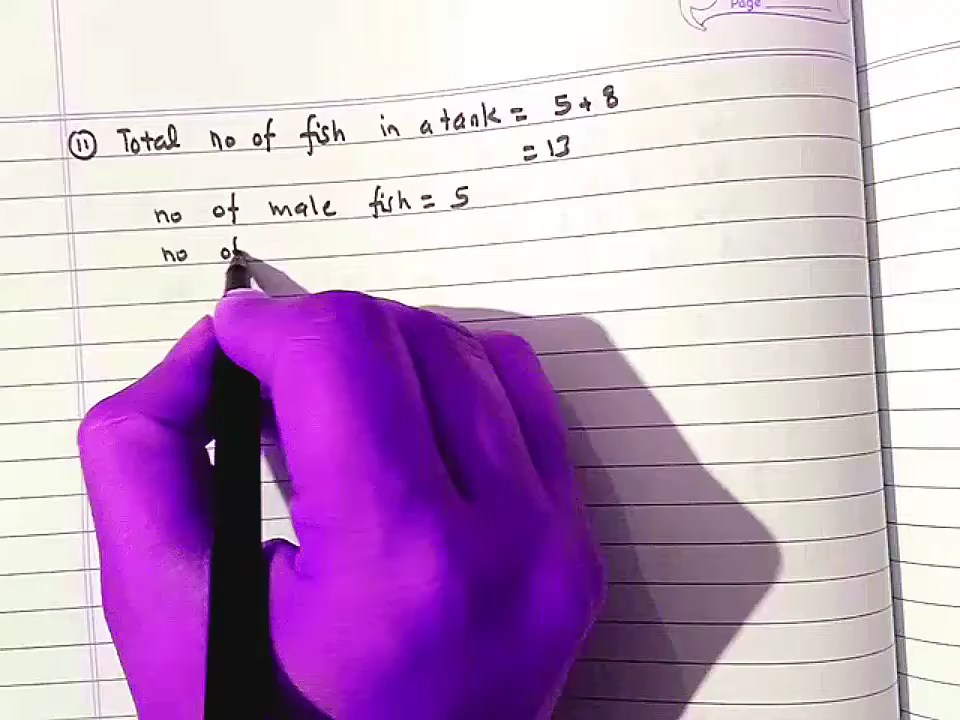 Page
(11) Total no of fish in a tank = 5 + 8
= 13
no of male fish = 5
no of